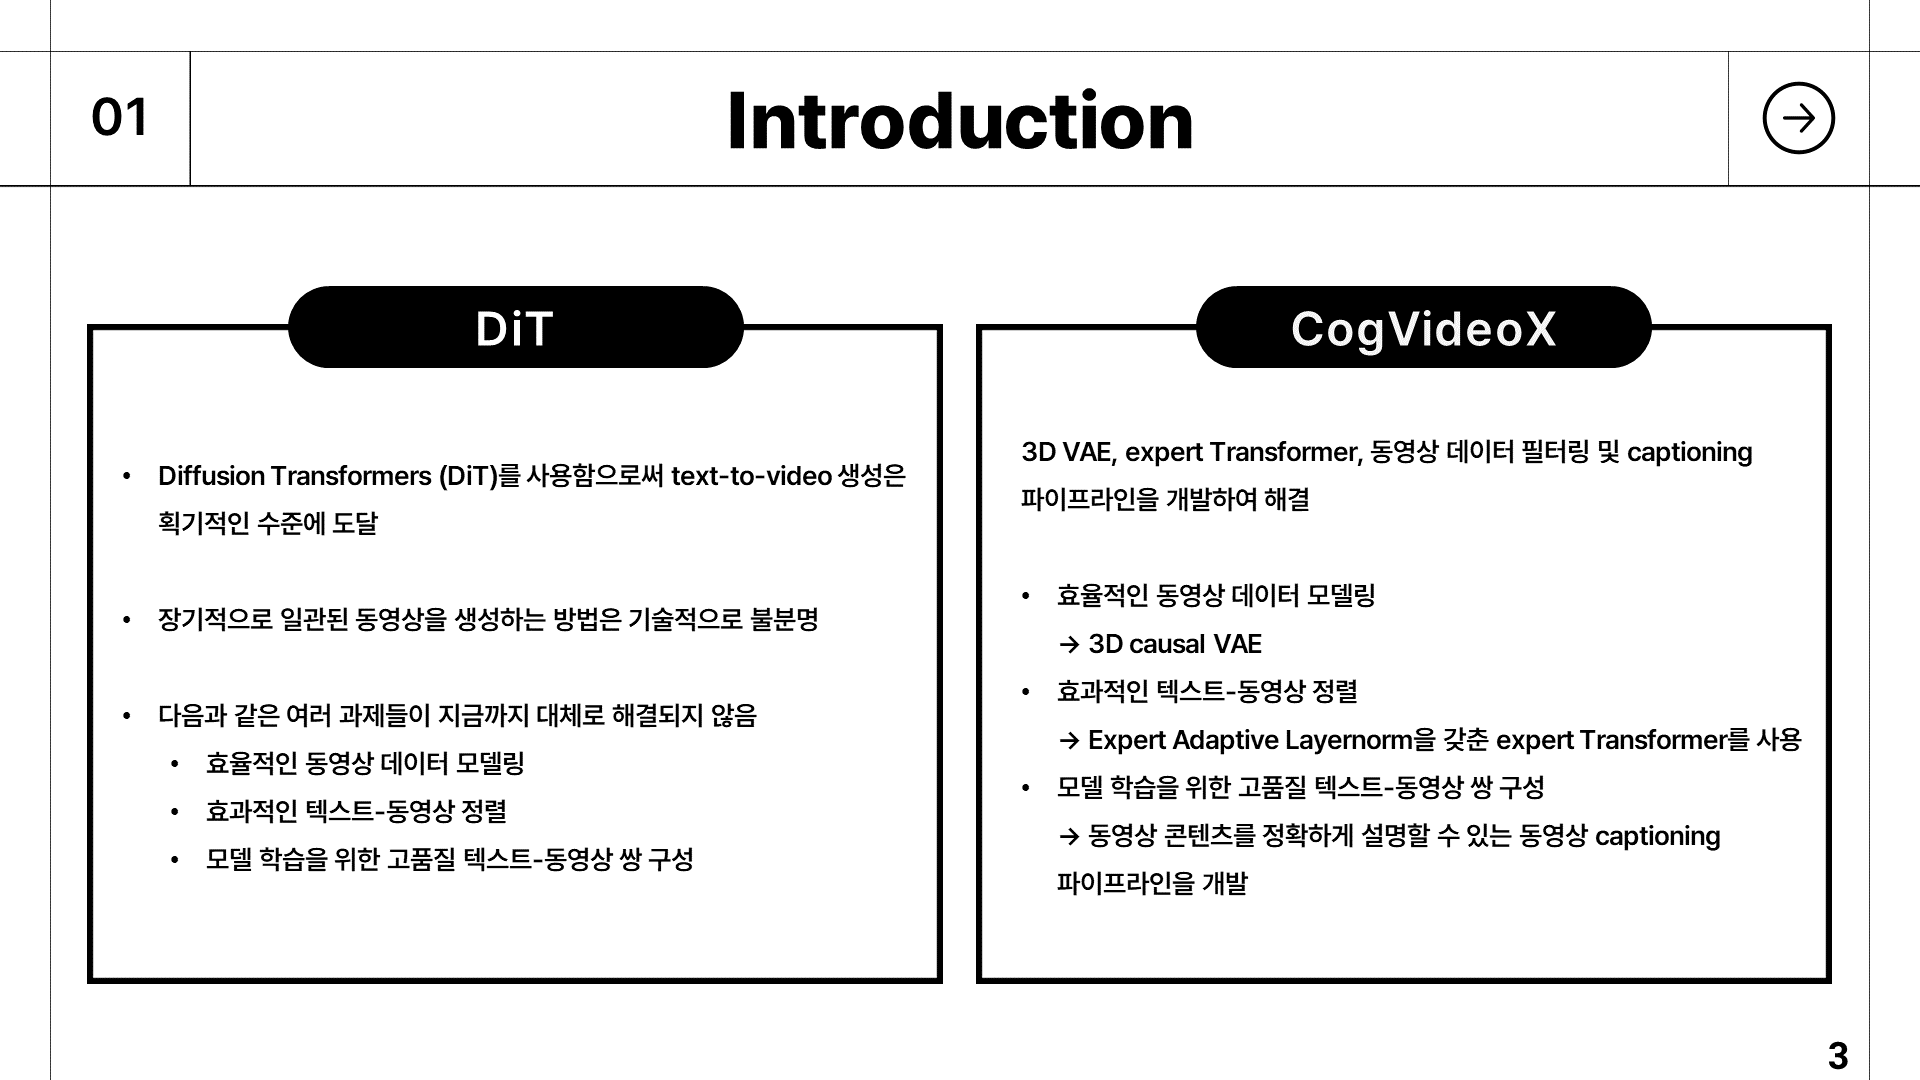 01
Introduction
DiT
• Diffusion Transformers (DiT)를 사용함으로써 text-to-video 생성은
획기적인 수준에 도달
• 장기적으로 일관된 동영상을 생성하는 방법은 기술적으로 불분명
• 다음과 같은 여러 과제들이 지금까지 대체로 해결되지 않음
• 효율적인 동영상 데이터 모델링
• 효과적인 텍스트-동영상 정렬
• 모델 학습을 위한 고품질 텍스트-동영상 쌍 구성
CogVideoX
3D VAE, expert Transformer, 동영상 데이터 필터링 및 captioning
파이프라인을 개발하여 해결
• 효율적인 동영상 데이터 모델링
→ 3D causal VAE
• 효과적인 텍스트-동영상 정렬
→ Expert Adaptive Layernorm을 갖춘 expert Transformer를 사용
• 모델 학습을 위한 고품질 텍스트-동영상 쌍 구성
→ 동영상 콘텐츠를 정확하게 설명할 수 있는 동영상 captioning
파이프라인을 개발
3